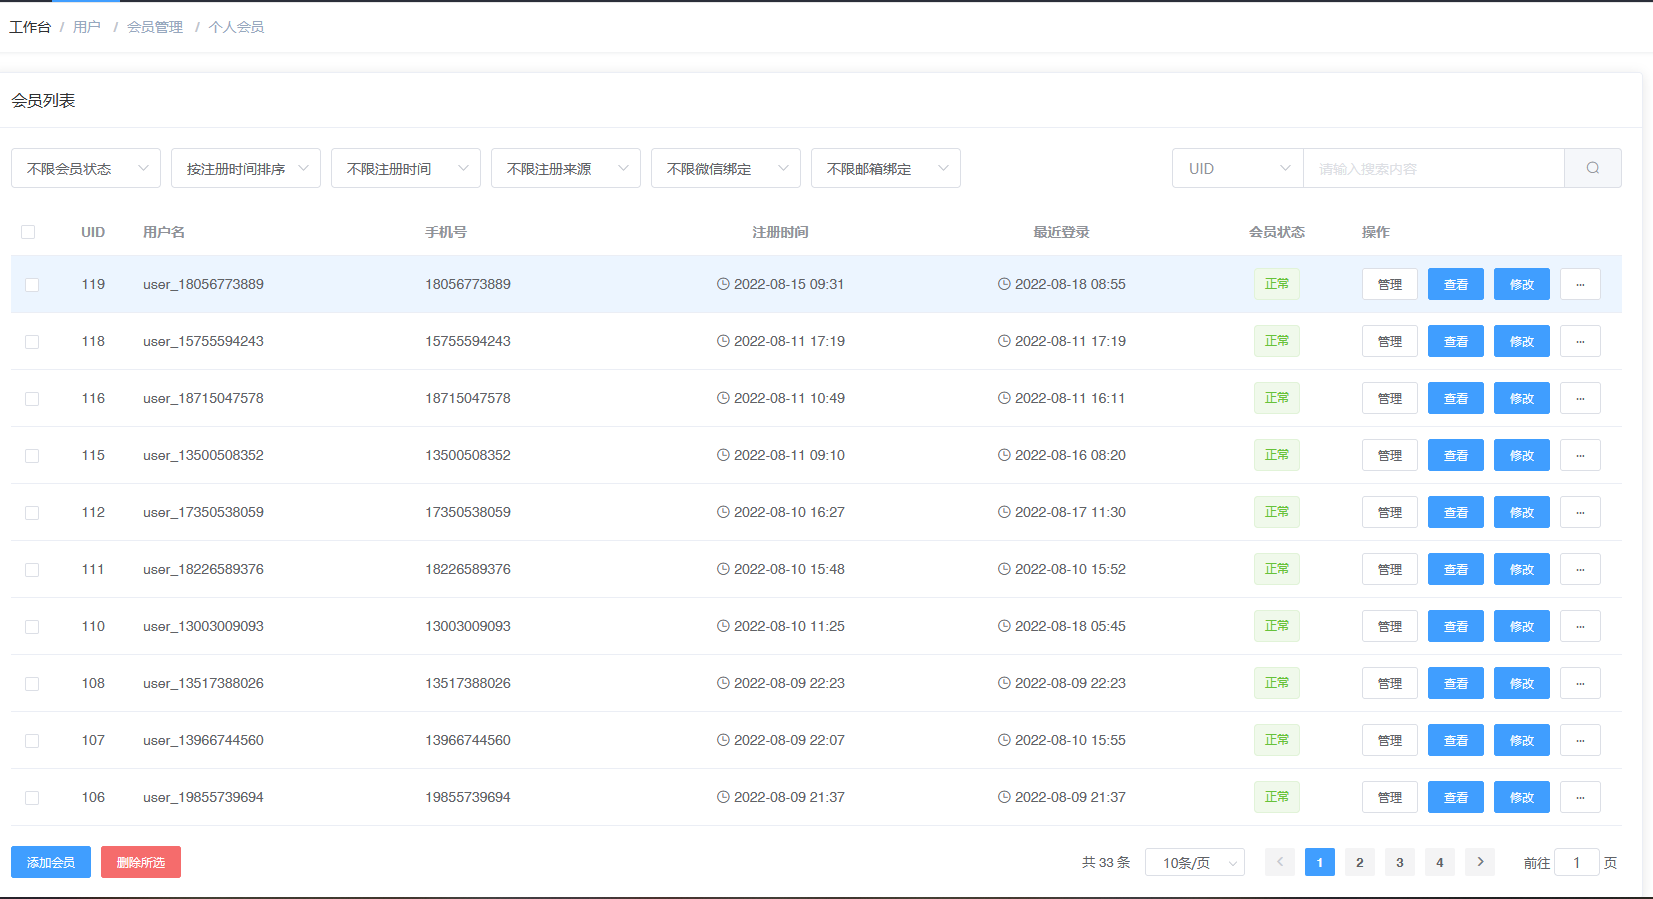 工作台 / 用户 / 会员管理 / 个人会员
会员列表
不限会员状态 按注册时间排序 不限注册时间 不限注册来源 不限微信绑定 不限邮箱绑定 UID 请输入搜索内容
UID 用户名 手机号 注册时间 最近登录 会员状态 操作
119 user_18056773889 18056773889 2022-08-15 09:31 2022-08-18 08:55 正常 管理 查看 修改 ...
118 user_15755594243 15755594243 2022-08-11 17:19 2022-08-11 17:19 正常 管理 查看 修改 ...
116 user_18715047578 18715047578 2022-08-11 10:49 2022-08-11 16:11 正常 管理 查看 修改 ...
115 user_13500508352 13500508352 2022-08-11 09:10 2022-08-16 08:20 正常 管理 查看 修改 ...
112 user_17350538059 17350538059 2022-08-10 16:27 2022-08-17 11:30 正常 管理 查看 修改 ...
111 user_18226589376 18226589376 2022-08-10 15:48 2022-08-10 15:52 正常 管理 查看 修改 ...
110 user_13003009093 13003009093 2022-08-10 11:25 2022-08-18 05:45 正常 管理 查看 修改 ...
108 user_13517388026 13517388026 2022-08-09 22:23 2022-08-09 22:23 正常 管理 查看 修改 ...
107 user_13966744560 13966744560 2022-08-09 22:07 2022-08-10 15:55 正常 管理 查看 修改 ...
106 user_19855739694 19855739694 2022-08-09 21:37 2022-08-09 21:37 正常 管理 查看 修改 ...
添加会员 删除所选 共 33 条 10条/页 < 1 2 3 4 > 前往 1 页